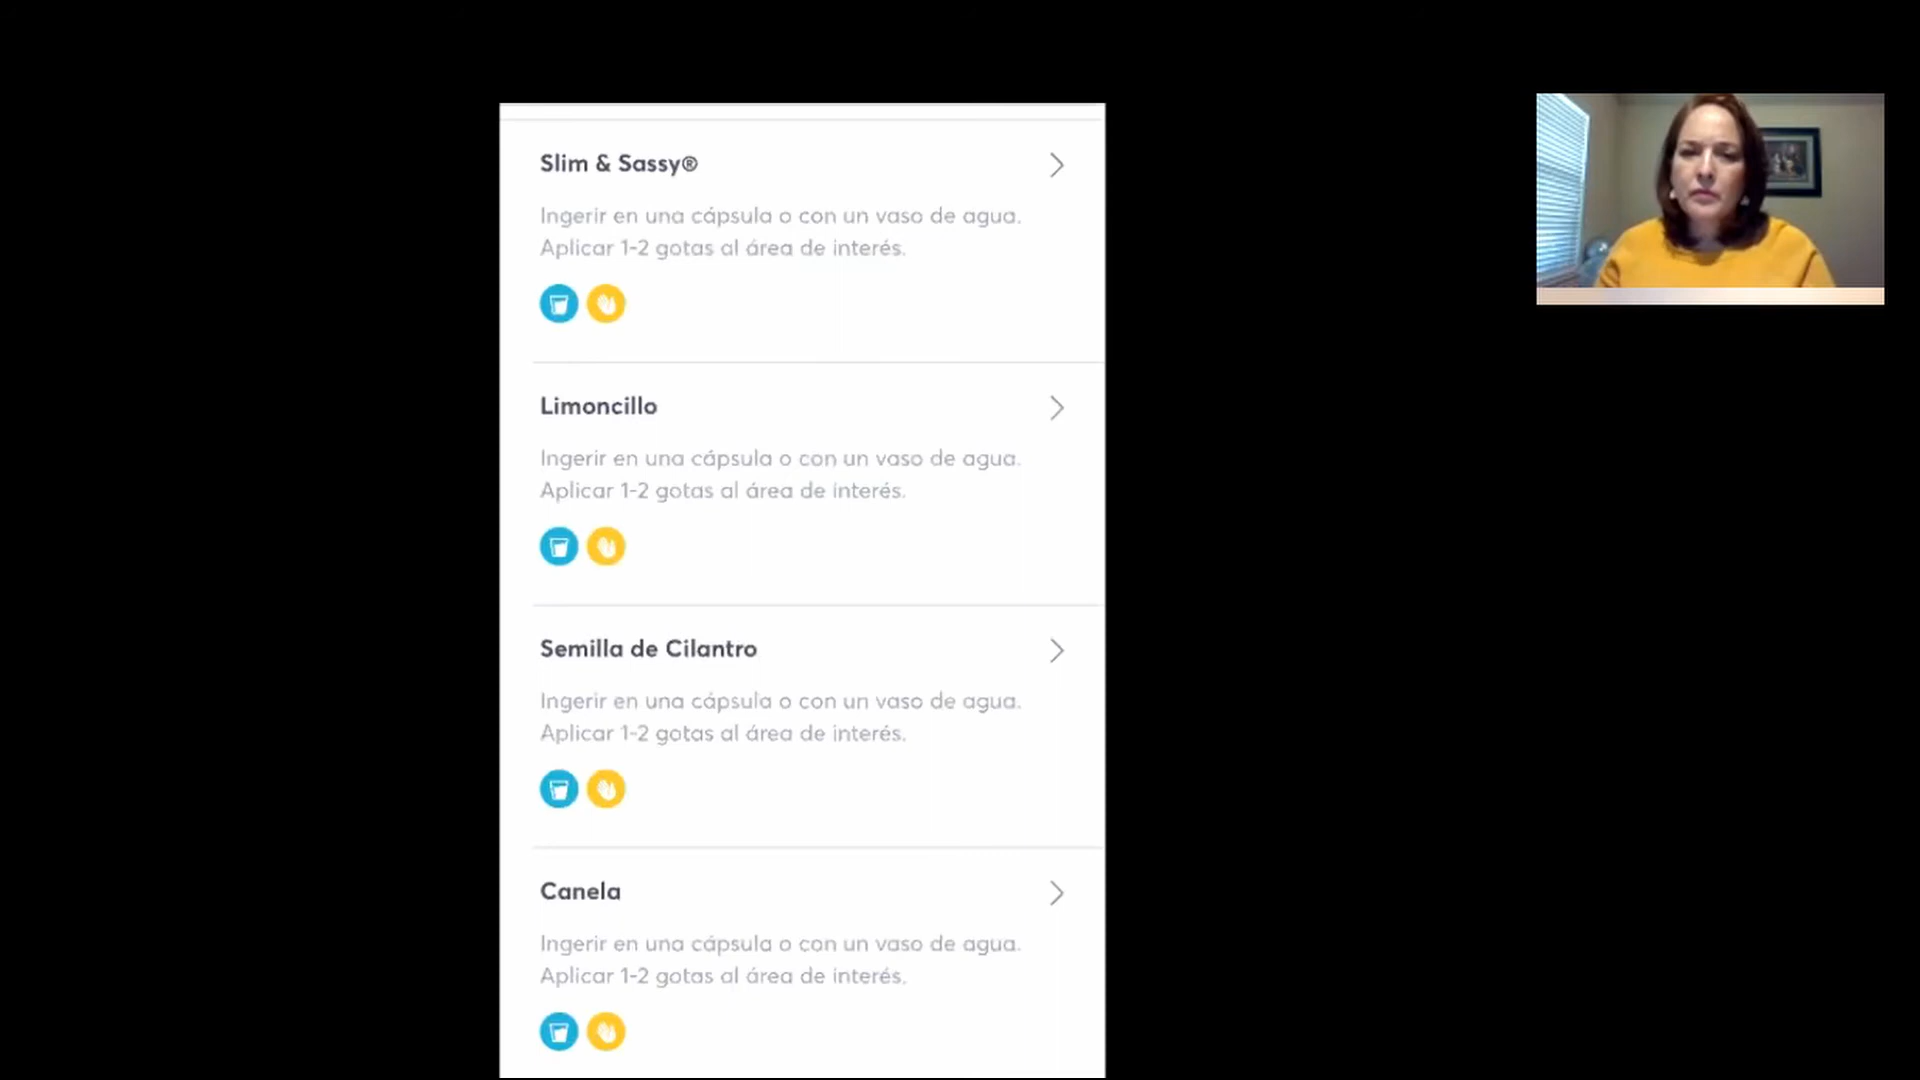 Slim & Sassy®
Ingerir en una cápsula o con un vaso de agua.
Aplicar 1-2 gotas al área de interés.
Limoncillo
Ingerir en una cápsula o con un vaso de agua.
Aplicar 1-2 gotas al área de interés.
Semilla de Cilantro
Ingerir en una cápsula o con un vaso de agua.
Aplicar 1-2 gotas al área de interés.
Canela
Ingerir en una cápsula o con un vaso de agua.
Aplicar 1-2 gotas al área de interés.